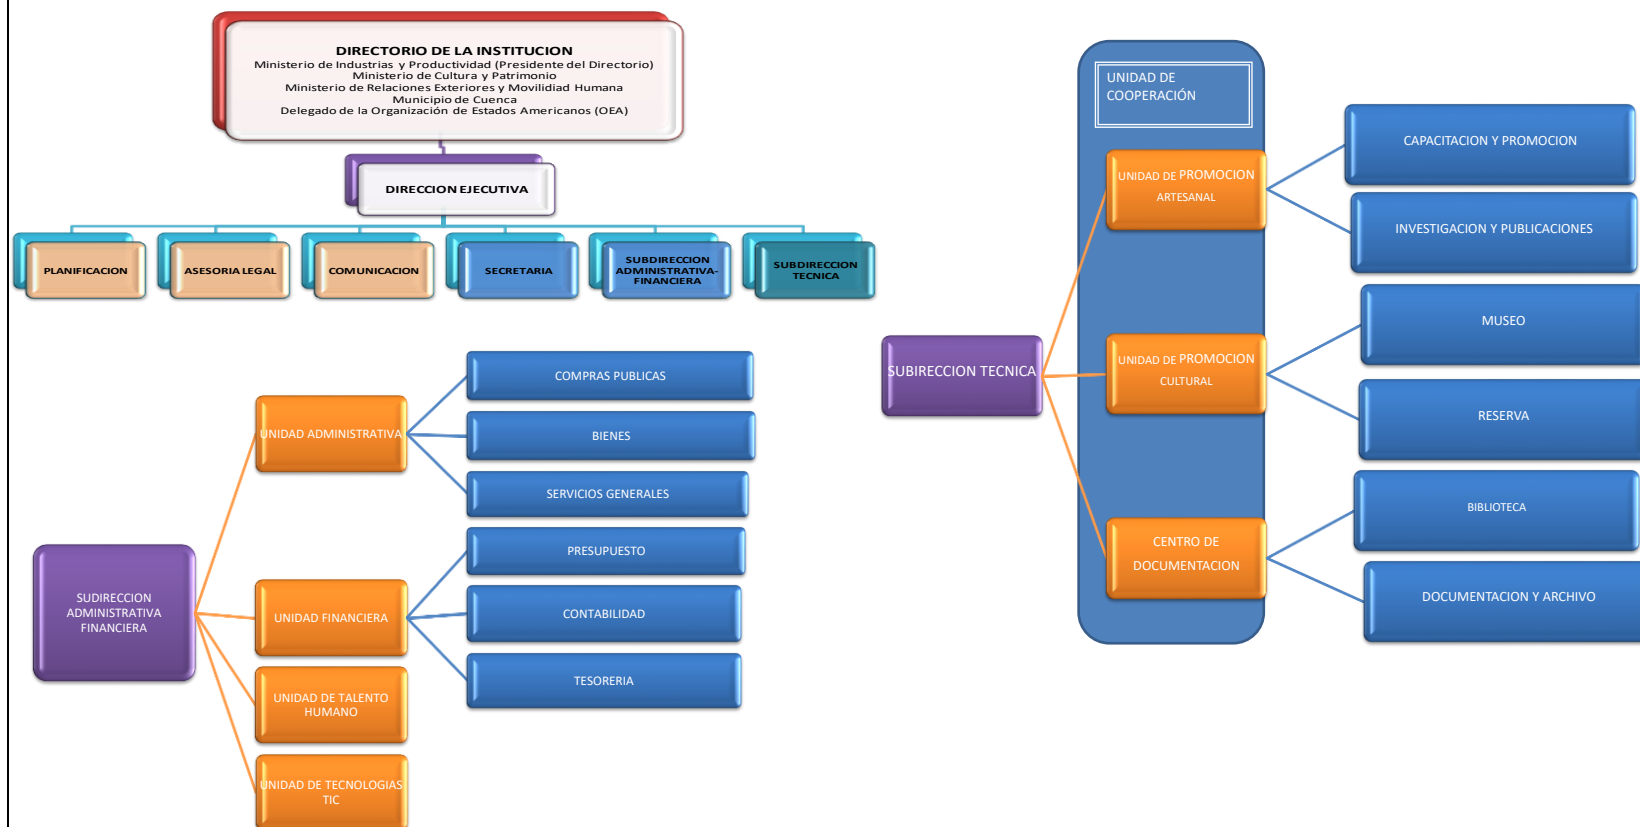 DIRECTORIO DE LA INSTITUCION
Ministerio de Industrias y Productividad (Presidente del Directorio)
Ministerio de Cultura y Patrimonio
Ministerio de Relaciones Exteriores y Movilidiad Humana
Municipio de Cuenca
Delegado de la Organización de Estados Americanos (OEA)
DIRECCION EJECUTIVA
PLANIFICACION
ASESORIA LEGAL
COMUNICACION
SECRETARIA
SUBDIRECCION
ADMINISTRATIVA-
FINANCIERA
SUBDIRECCION
TECNICA
SUDIRECCION
ADMINISTRATIVA
FINANCIERA
UNIDAD ADMINISTRATIVA
COMPRAS PUBLICAS
BIENES
SERVICIOS GENERALES
UNIDAD FINANCIERA
PRESUPUESTO
CONTABILIDAD
TESORERIA
UNIDAD DE TALENTO
HUMANO
UNIDAD DE TECNOLOGIAS
TIC
UNIDAD DE
COOPERACIÓN
SUBIRECCION TECNICA
UNIDAD DE PROMOCION
ARTESANAL
CAPACITACION Y PROMOCION
INVESTIGACION Y PUBLICACIONES
UNIDAD DE PROMOCION
CULTURAL
MUSEO
RESERVA
CENTRO DE
DOCUMENTACION
BIBLIOTECA
DOCUMENTACION Y ARCHIVO